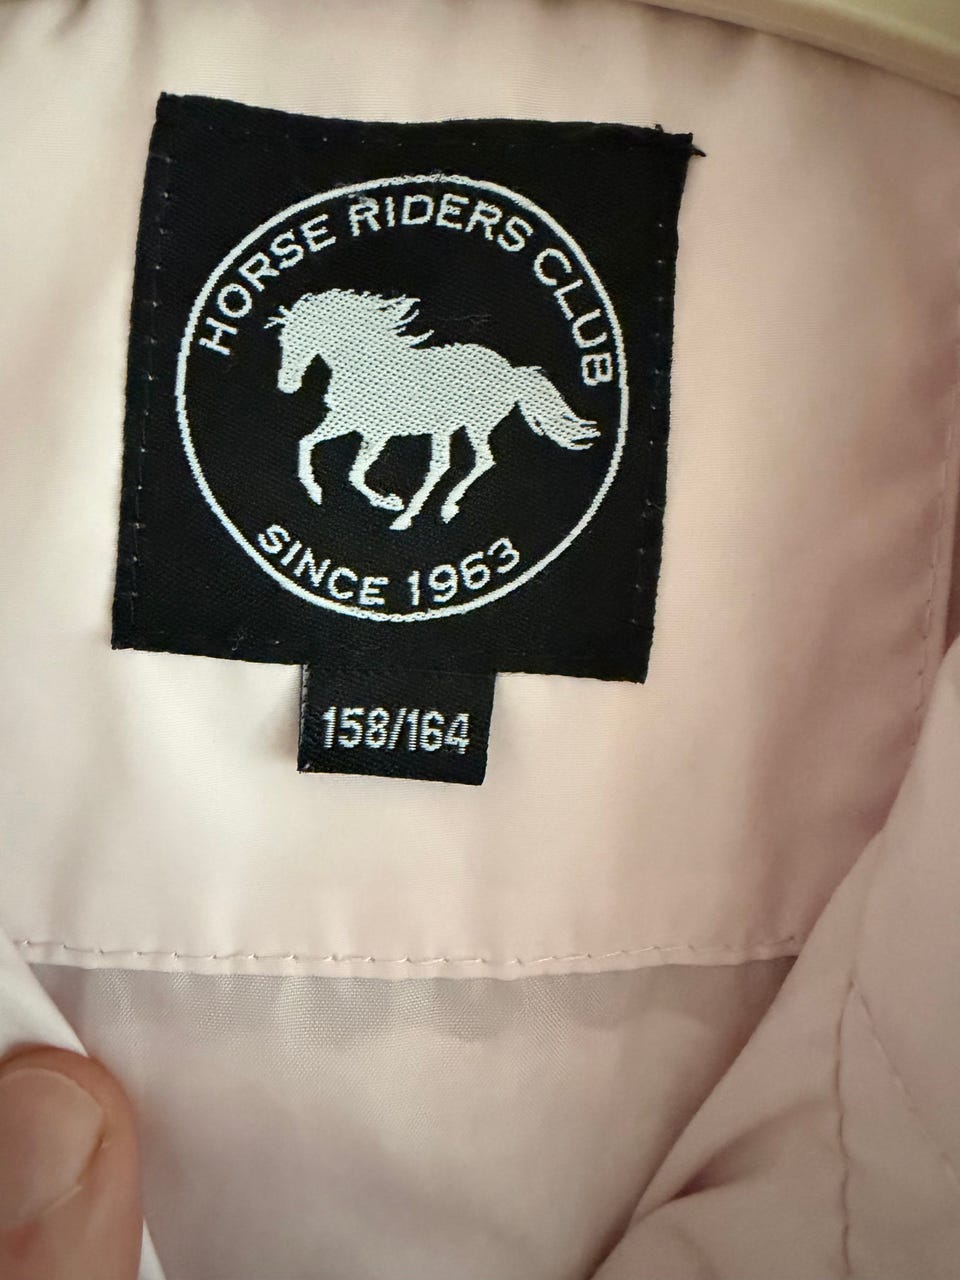 HORSE RIDERS CLUB
SINCE 1963
158/164